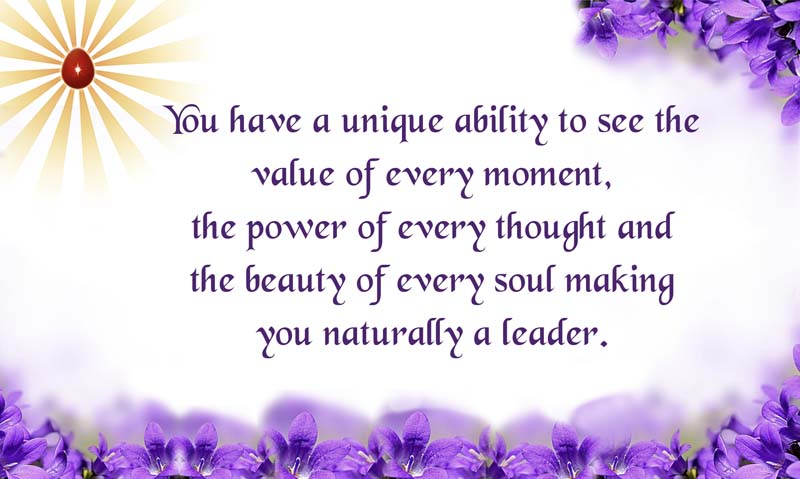 You have a unique ability to see the
value of every moment,
the power of every thought and
the beauty of every soul making
you naturally a leader.